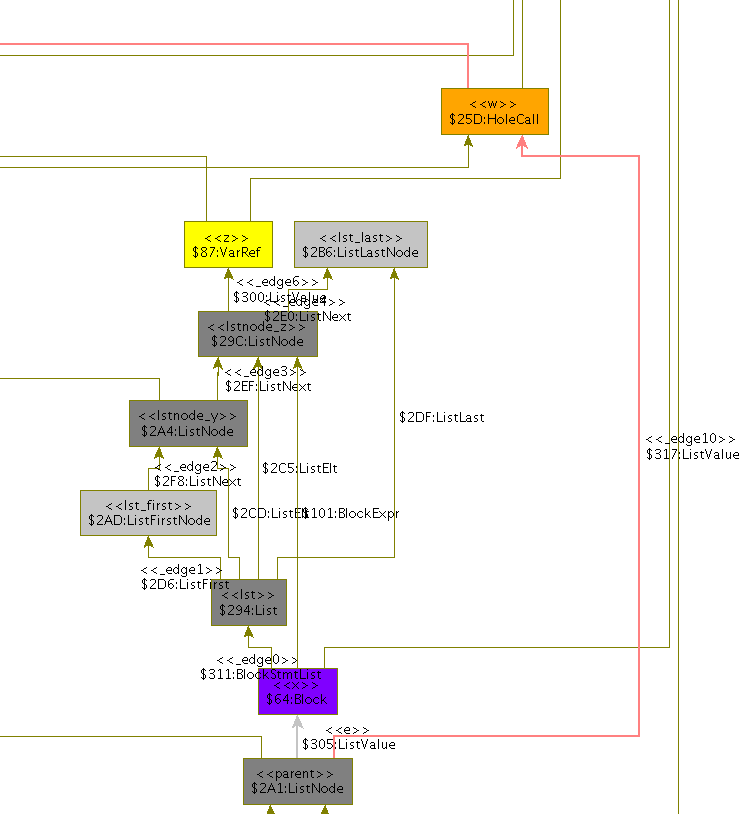 <<w>>
$25D:HoleCall
<<z>>
$87:VarRef
<<lst_last>>
$2B6:ListLastNode
<<_edge6>>
$300:ListValue
<<_edge4>>
$2E0:ListNext
<<lstnode_z>>
$29C:ListNode
<<_edge3>>
$2EF:ListNext
<<lstnode_y>>
$2A4:ListNode
$2DF:ListLast
<<_edge10>>
$317:ListValue
<<_edge2>>
$2F8:ListNext
$2C5:ListElt
<<lst_first>>
$2AD:ListFirstNode
$2CD:ListElt
$101:BlockExpr
<<_edge1>>
$2D6:ListFirst
<<lst>>
$294:List
<<_edge0>>
$311:BlockStmtList
<<x>>
$64:Block
<<e>>
$305:ListValue
<<parent>>
$2A1:ListNode